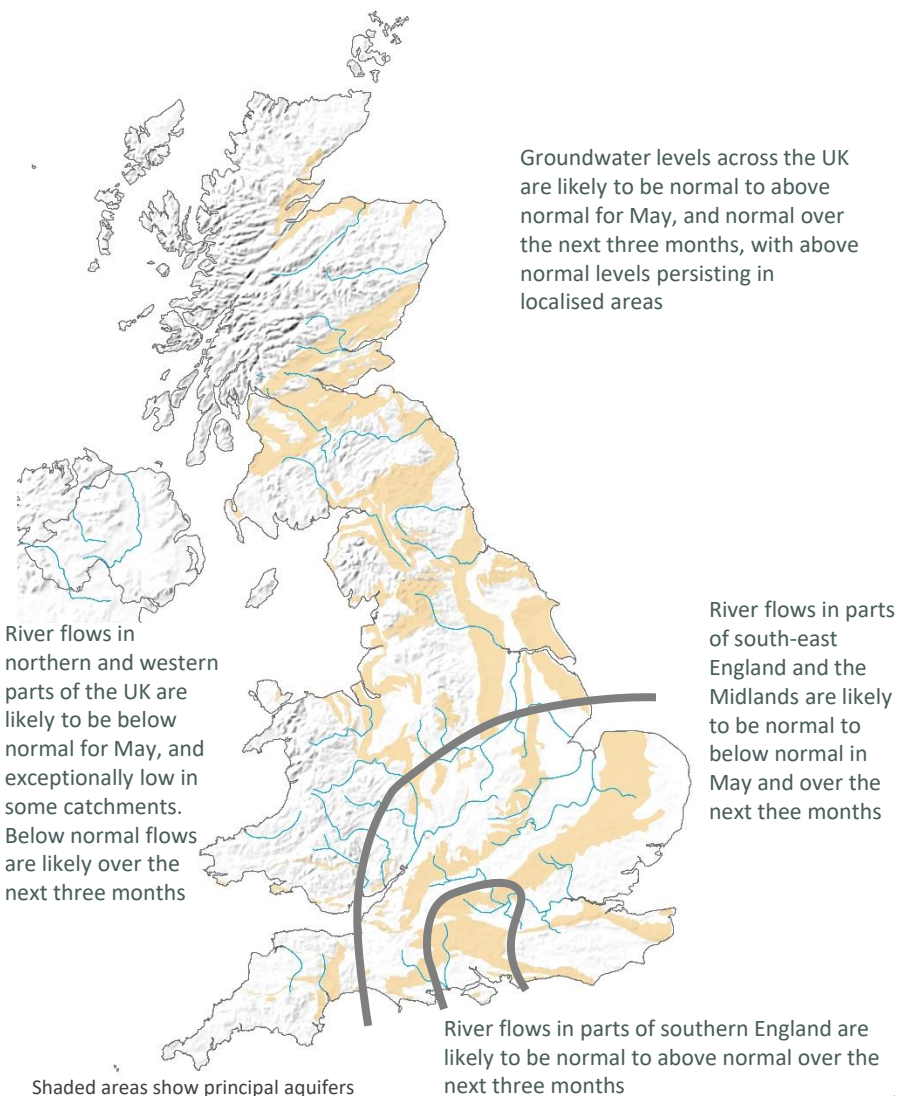 Groundwater levels across the UK
are likely to be normal to above
normal for May, and normal over
the next three months, with above
normal levels persisting in
localised areas
River flows in
northern and western
parts of the UK are
likely to be below
normal for May, and
exceptionally low in
some catchments.
Below normal flows
are likely over the
next three months
River flows in parts
of south-east
England and the
Midlands are likely
to be normal to
below normal in
May and over the
next thee months
River flows in parts of southern England are
likely to be normal to above normal over the
next three months
Shaded areas show principal aquifers